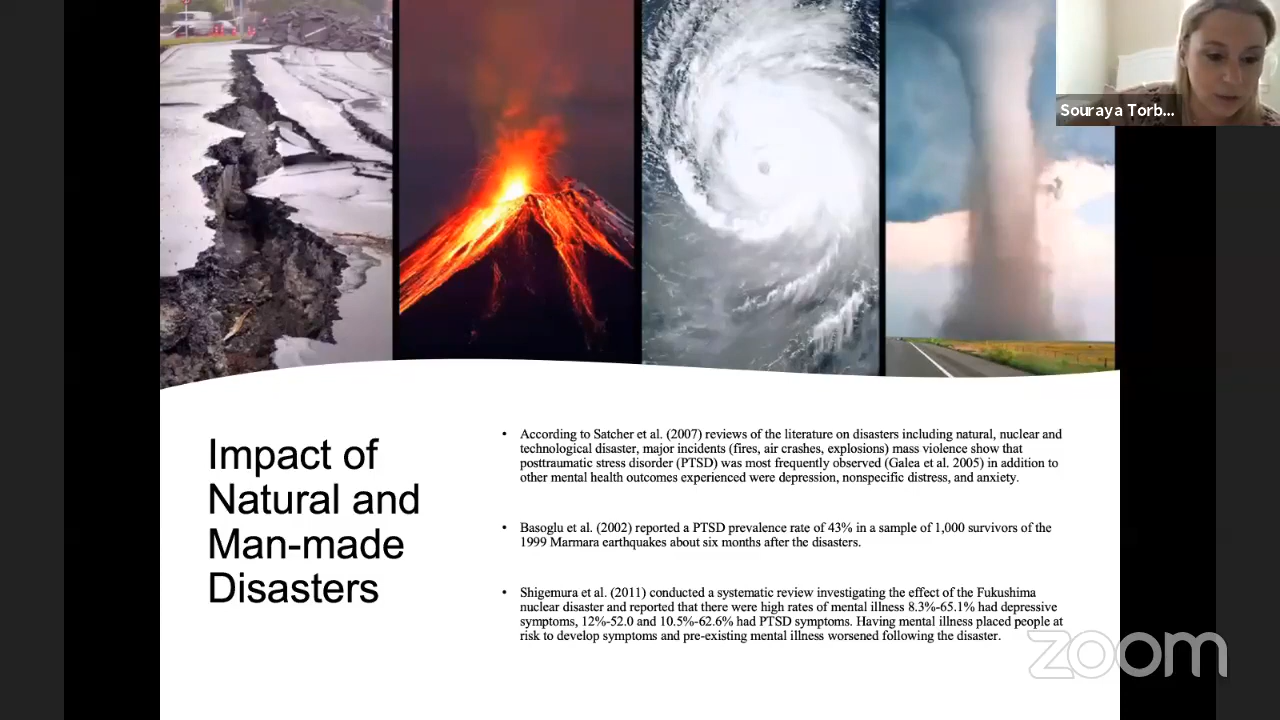 Souraya Torb...
Impact of
Natural and
Man-made
Disasters
• According to Satcher et al. (2007) reviews of the literature on disasters including natural, nuclear and
technological disaster, major incidents (fires, air crashes, explosions) mass violence show that
posttraumatic stress disorder (PTSD) was most frequently observed (Galea et al. 2005) in addition to
other mental health outcomes experienced were depression, nonspecific distress, and anxiety.
• Basoglu et al. (2002) reported a PTSD prevalence rate of 43% in a sample of 1,000 survivors of the
1999 Marmara earthquakes about six months after the disasters.
• Shigemura et al. (2011) conducted a systematic review investigating the effect of the Fukushima
nuclear disaster and reported that there were high rates of mental illness 8.3%-65.1% had depressive
symptoms, 12%-52.0 and 10.5%-62.6% had PTSD symptoms. Having mental illness placed people at
risk to develop symptoms and pre-existing mental illness worsened following the disaster.
zoom